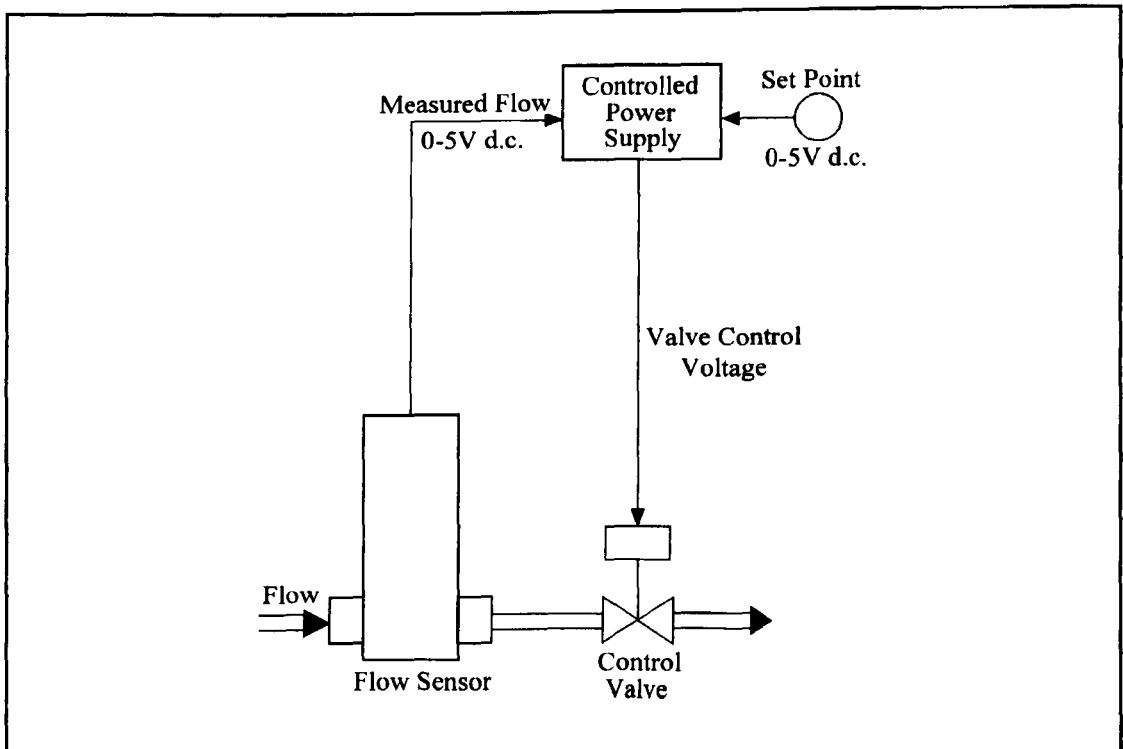 Controlled
Power
Supply
Set Point
0-5V d.c.
Measured Flow
0-5V d.c.
Valve Control
Voltage
Flow
Flow Sensor
Control
Valve